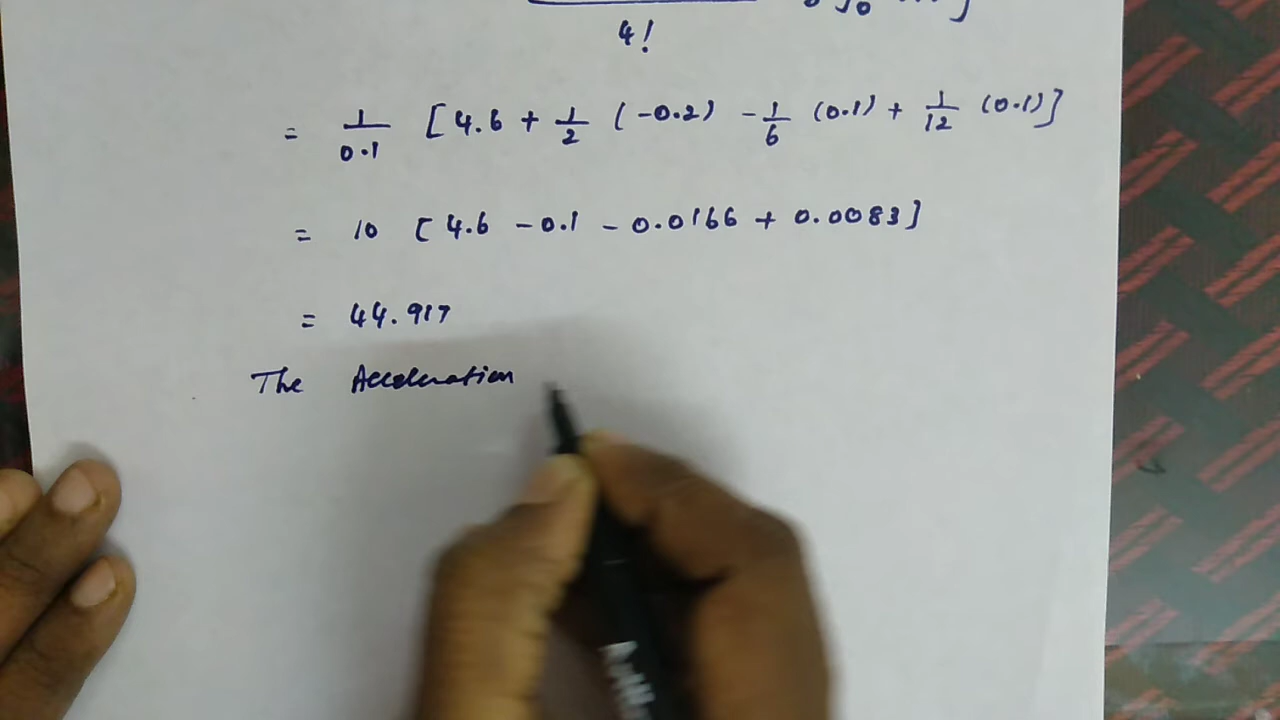 4!
= 1/0.1 [4.6 + 1/2 (-0.2) - 1/6 (0.1) + 1/12 (0.1)]
= 10 [4.6 - 0.1 - 0.0166 + 0.0083]
= 44.917
The Acceleration